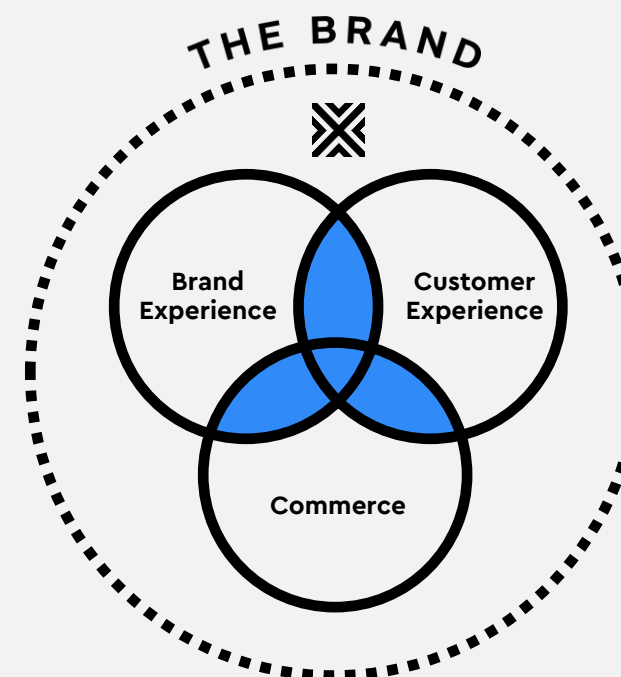 THE BRAND
Brand
Experience
Customer
Experience
Commerce